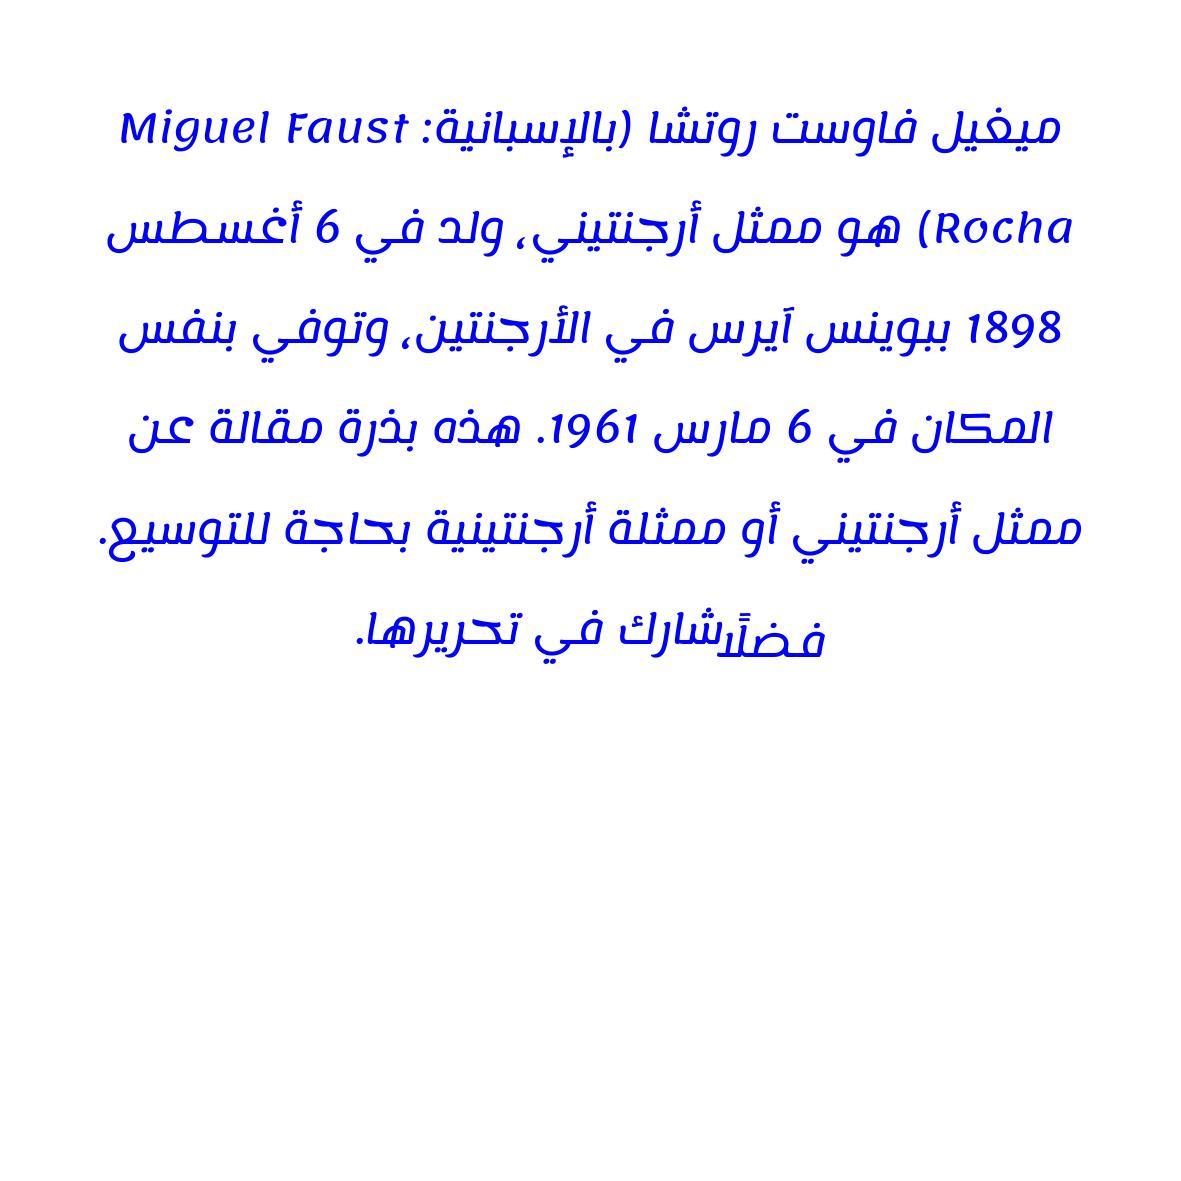 ميغيل فاوست روتشا (بالإسبانية: Miguel Faust
Rocha) هو ممثل أرجنتيني، ولد في 6 أغسطس
1898 ببوينس آيرس في الأرجنتين، وتوفي بنفس
المكان في 6 مارس 1961. هذه بذرة مقالة عن
ممثل أرجنتيني أو ممثلة أرجنتينية بحاجة للتوسيع.
فضلًا شارك في تحريرها.